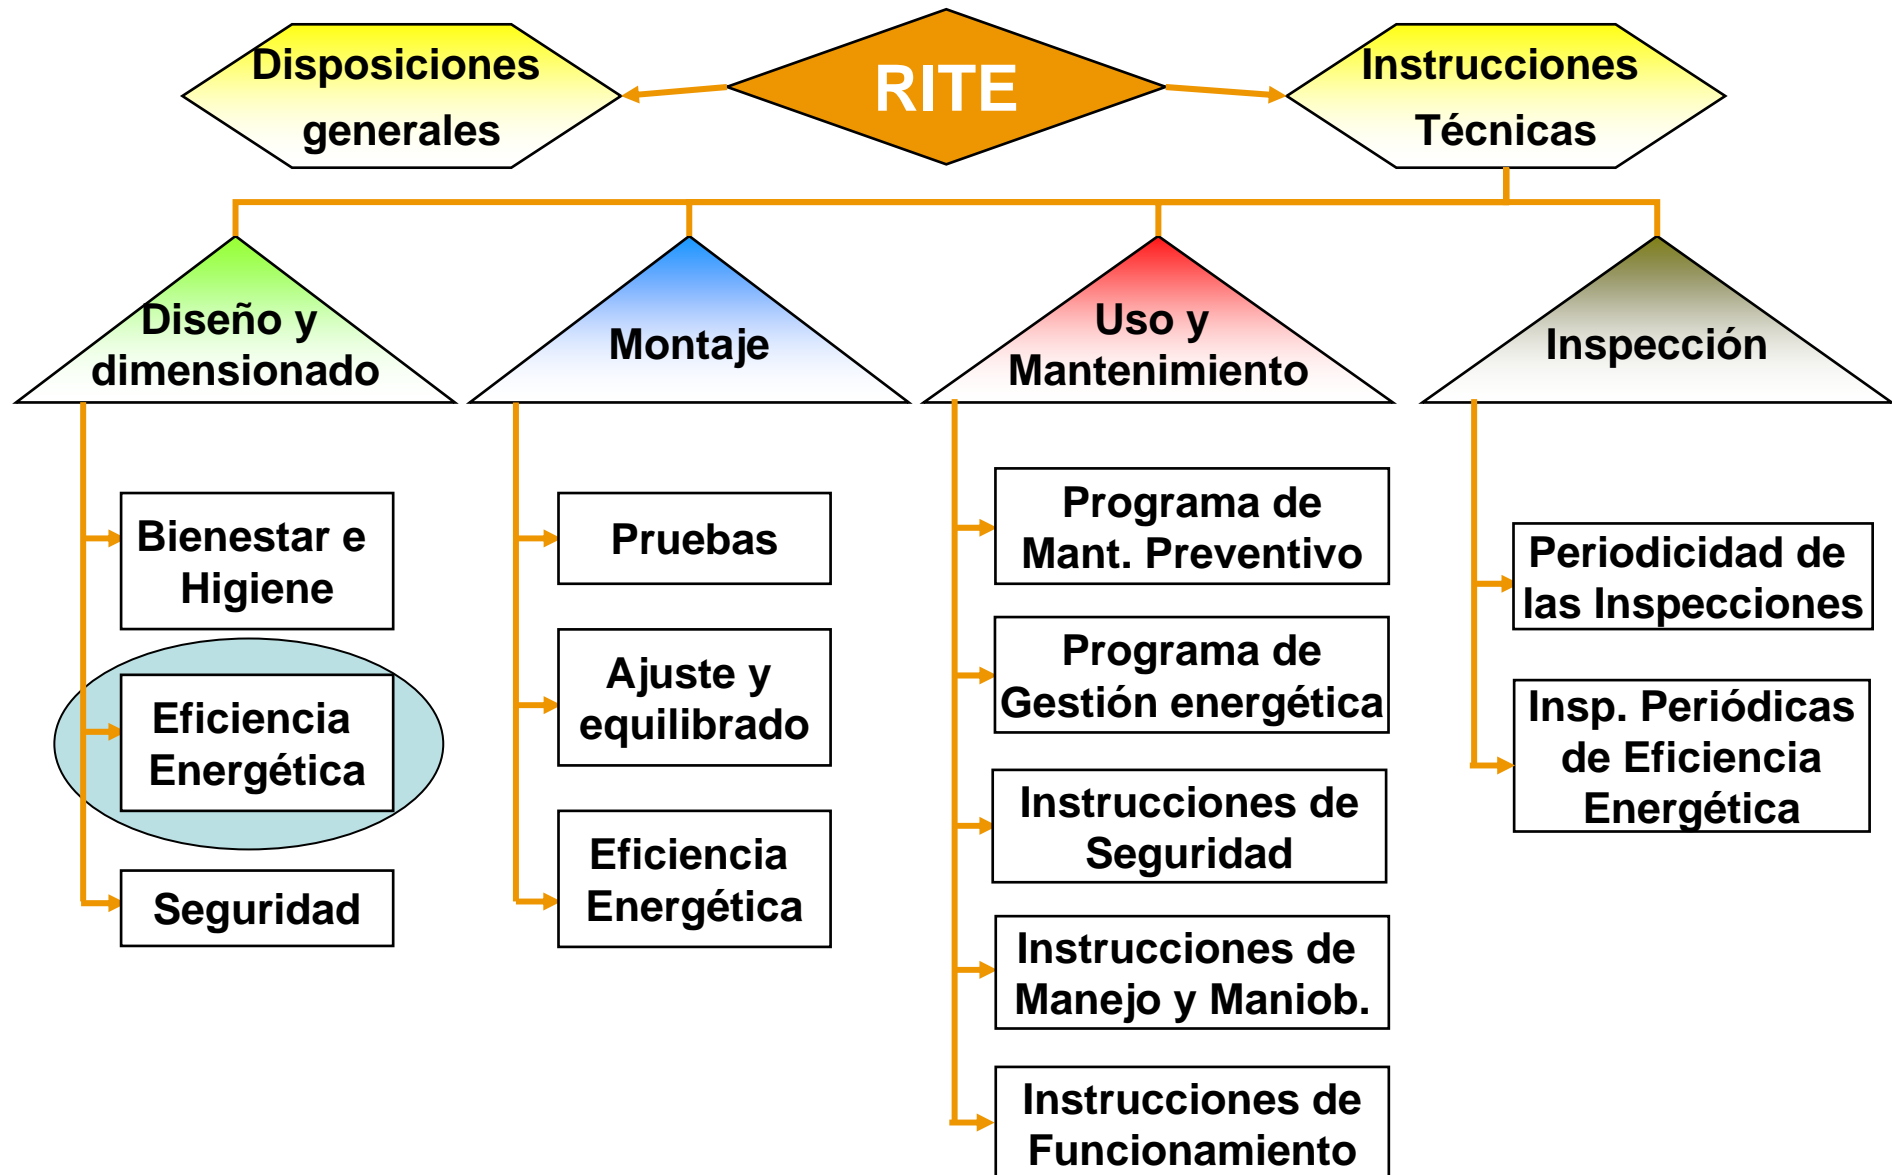 RITE
Disposiciones
generales
Instrucciones
Técnicas
Diseño y
dimensionado
Montaje
Uso y
Mantenimiento
Inspección
Bienestar e
Higiene
Eficiencia
Energética
Seguridad
Pruebas
Ajuste y
equilibrado
Eficiencia
Energética
Programa de
Mant. Preventivo
Programa de
Gestión energética
Instrucciones de
Seguridad
Instrucciones de
Manejo y Maniob.
Instrucciones de
Funcionamiento
Periodicidad de
las Inspecciones
Insp. Periódicas
de Eficiencia
Energética